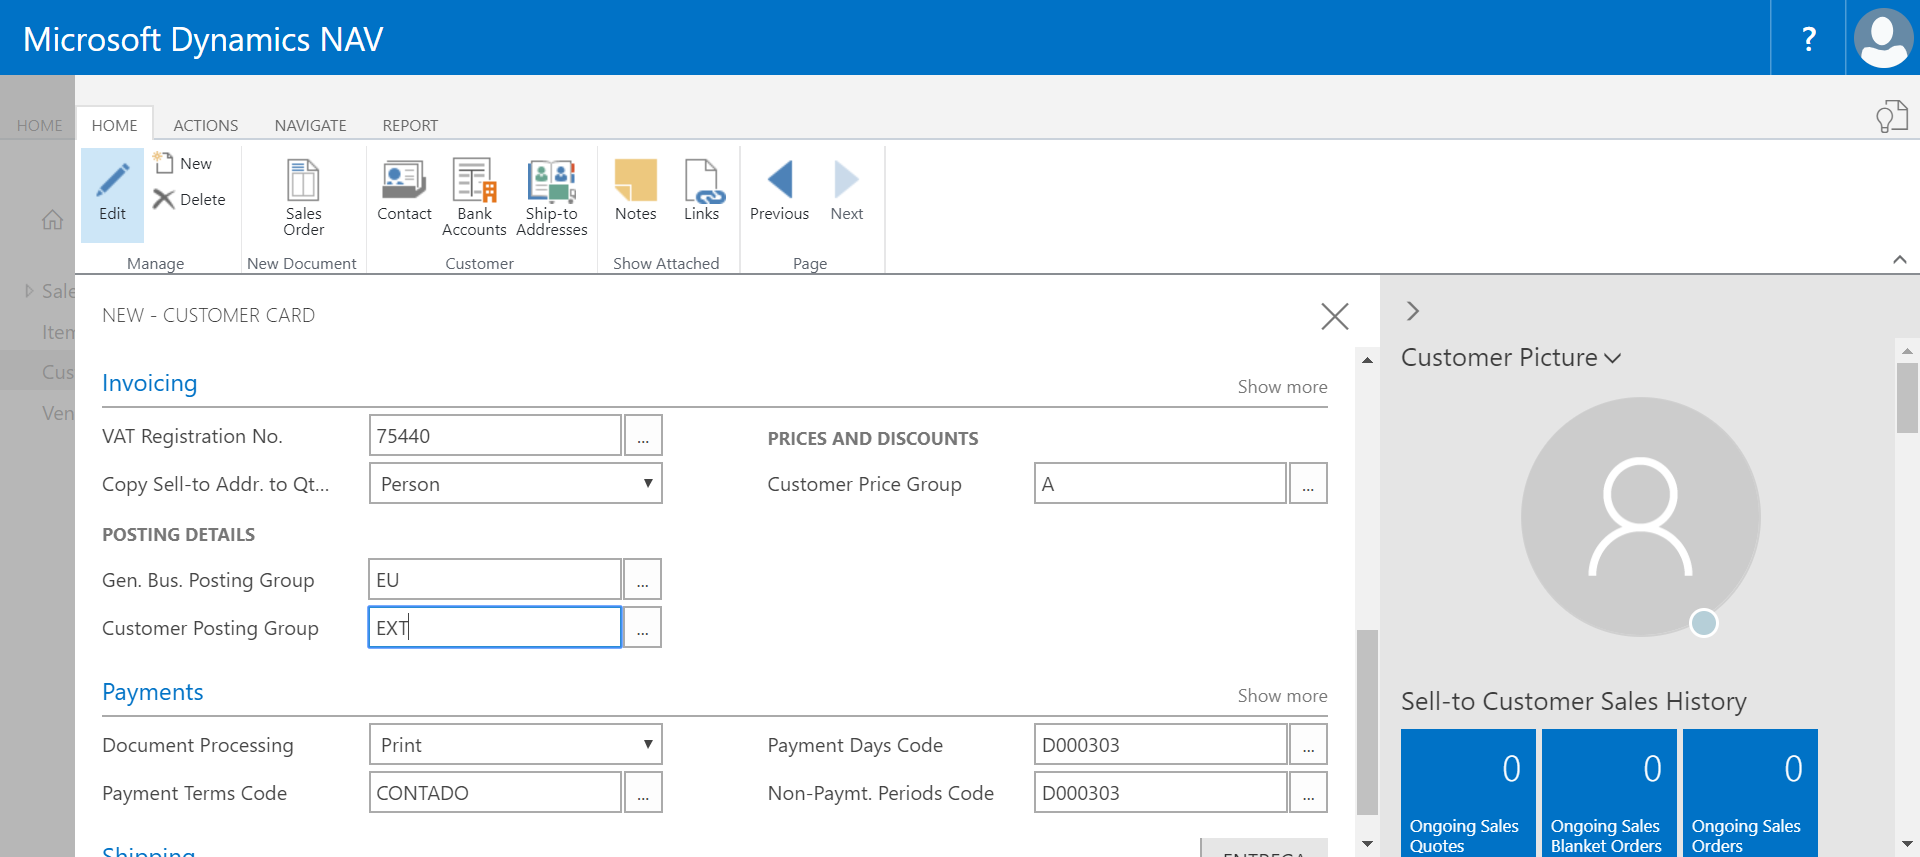 Microsoft Dynamics NAV
?
HOME
HOME
ACTIONS
NAVIGATE
REPORT
Edit
New
Delete
Manage
Sales
Order
New Document
Contact
Bank
Accounts
Ship-to
Addresses
Customer
Notes
Links
Show Attached
Previous
Next
Page
Sale
Item
Cus
Ven
NEW - CUSTOMER CARD
Invoicing
Show more
VAT Registration No.
75440
...
Copy Sell-to Addr. to Qt...
Person
PRICES AND DISCOUNTS
Customer Price Group
A
...
POSTING DETAILS
Gen. Bus. Posting Group
EU
...
Customer Posting Group
EXT
...
Payments
Show more
Document Processing
Print
Payment Days Code
D000303
...
Payment Terms Code
CONTADO
...
Non-Paymt. Periods Code
D000303
...
Shipping
ENTREGA
Customer Picture
Sell-to Customer Sales History
0
Ongoing Sales
Quotes
0
Ongoing Sales
Blanket Orders
0
Ongoing Sales
Orders